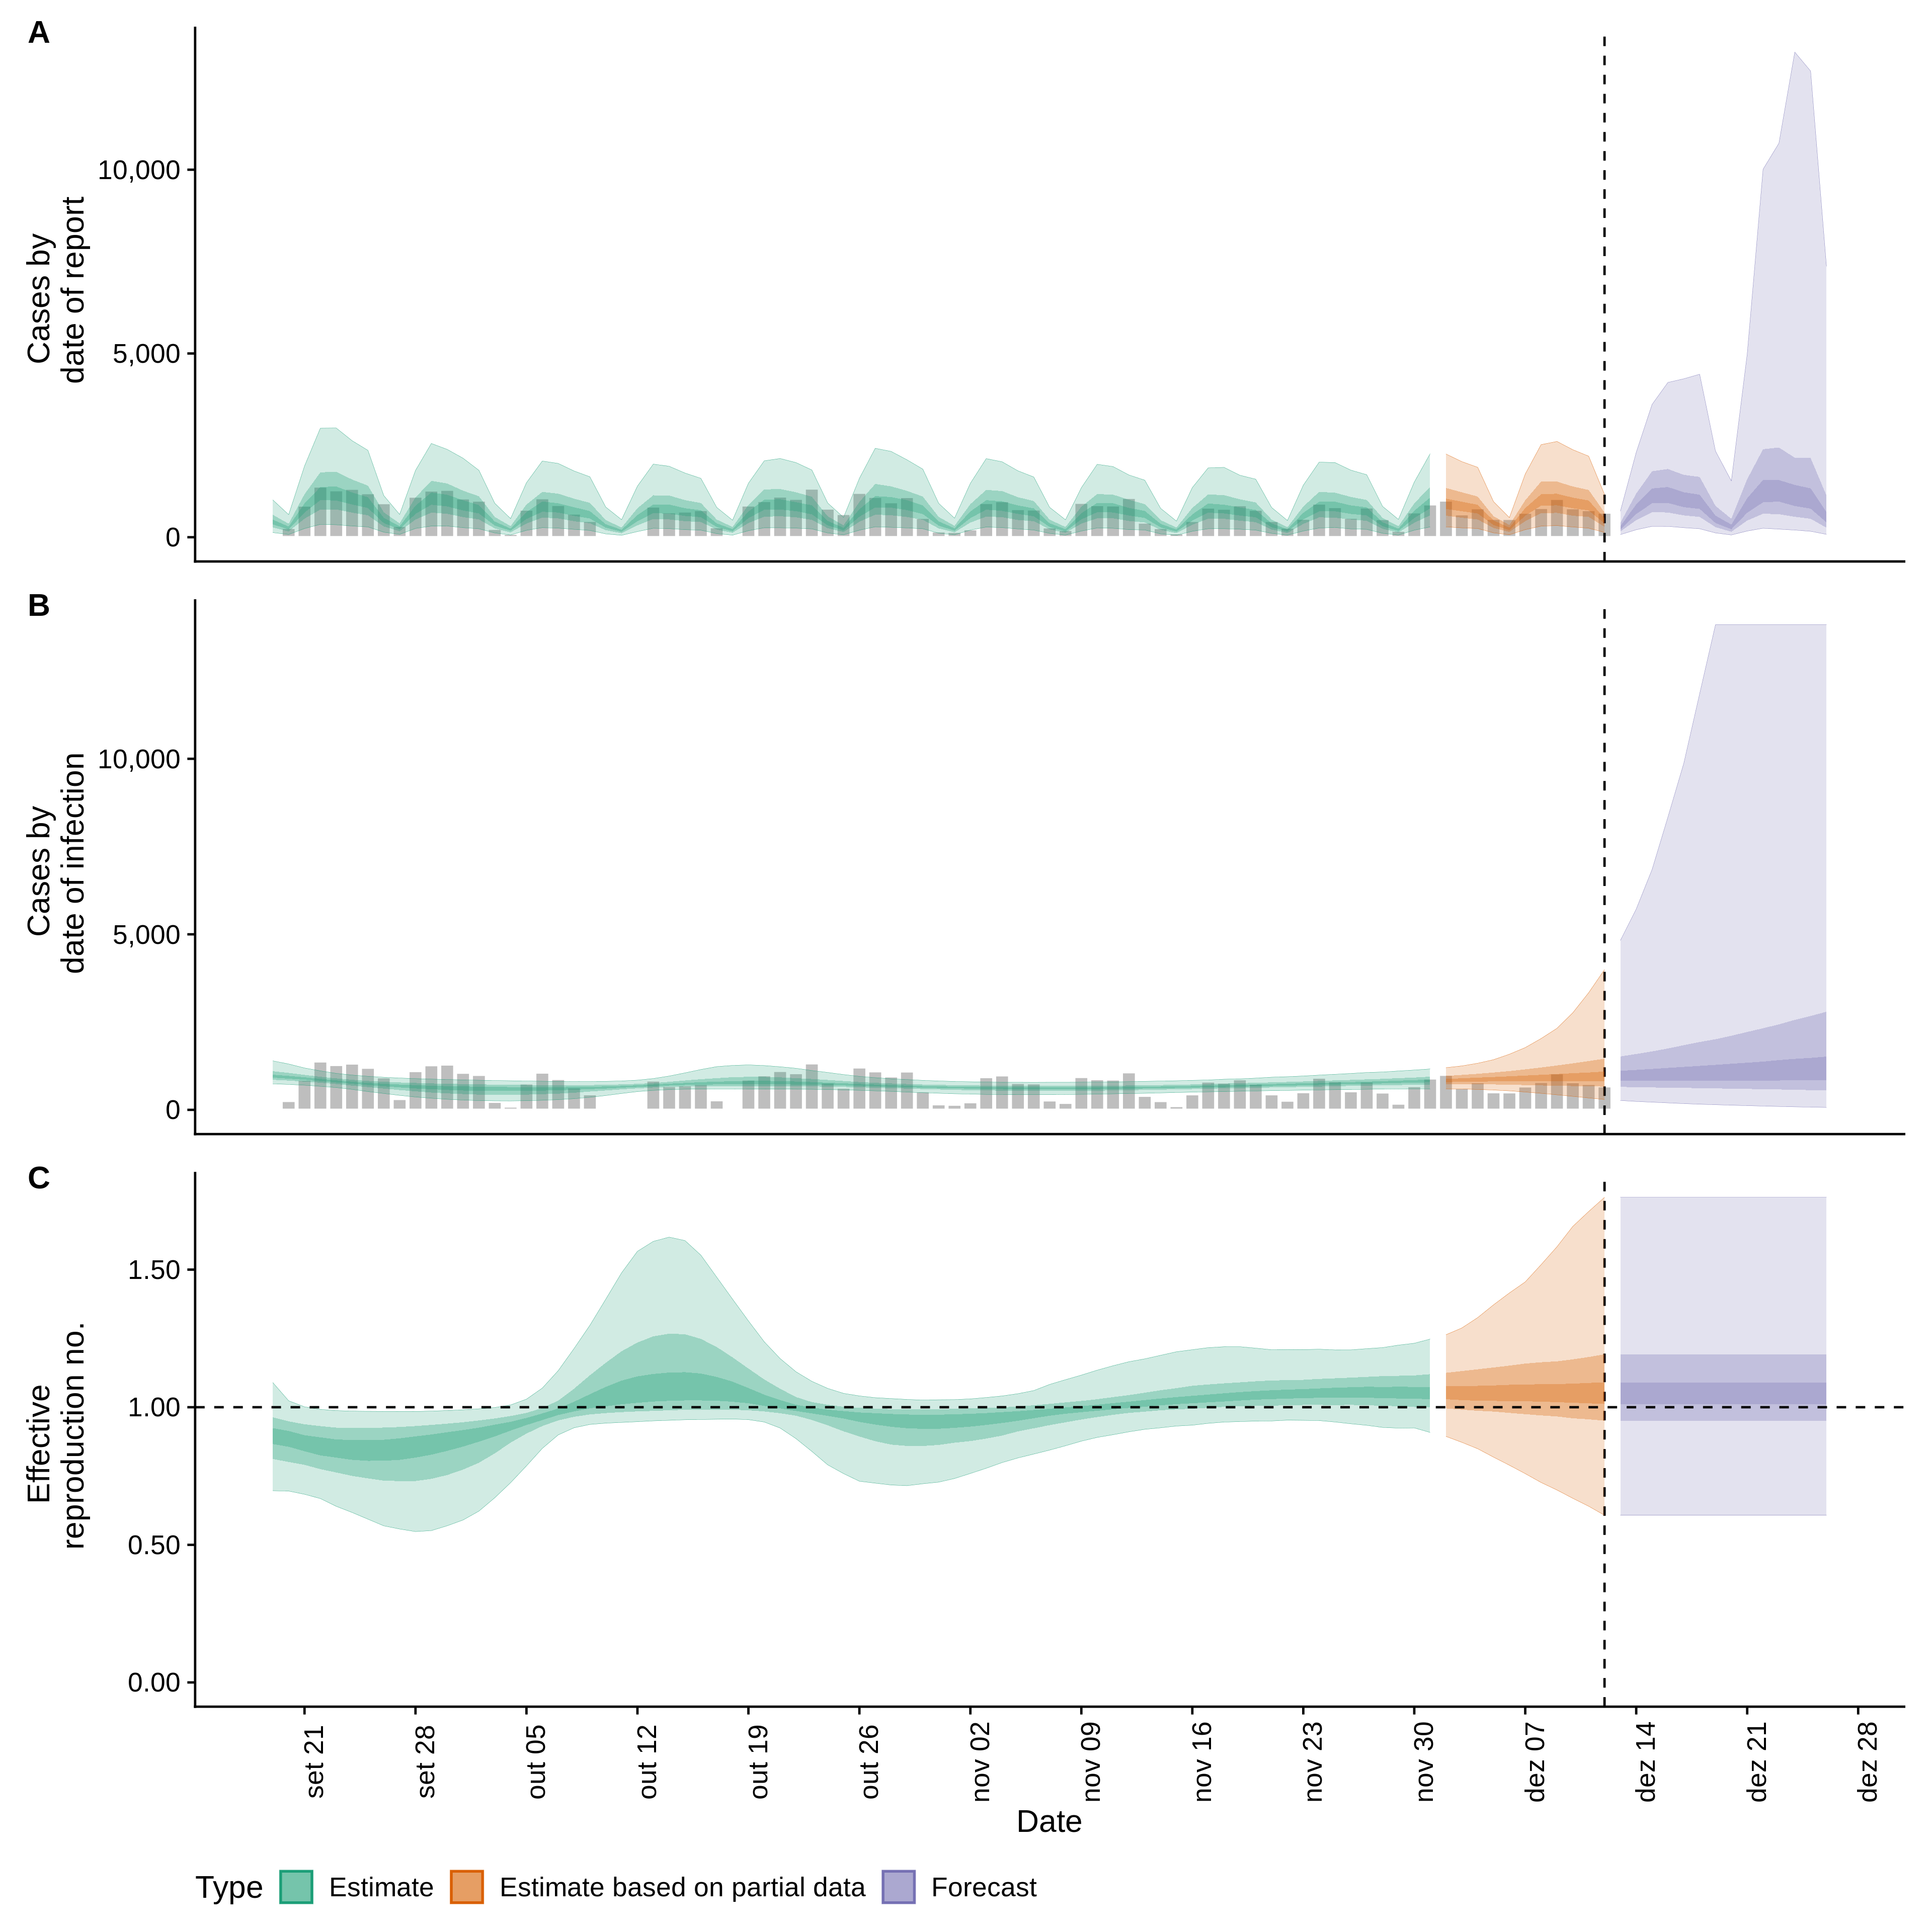 A
Cases by
date of report
10,000
5,000
0
B
Cases by
date of infection
10,000
5,000
0
C
Effective
reproduction no.
1.50
1.00
0.50
0.00
set 21
set 28
out 05
out 12
out 19
out 26
nov 02
nov 09
nov 16
nov 23
nov 30
dez 07
dez 14
dez 21
dez 28
Date
Type Estimate Estimate based on partial data Forecast